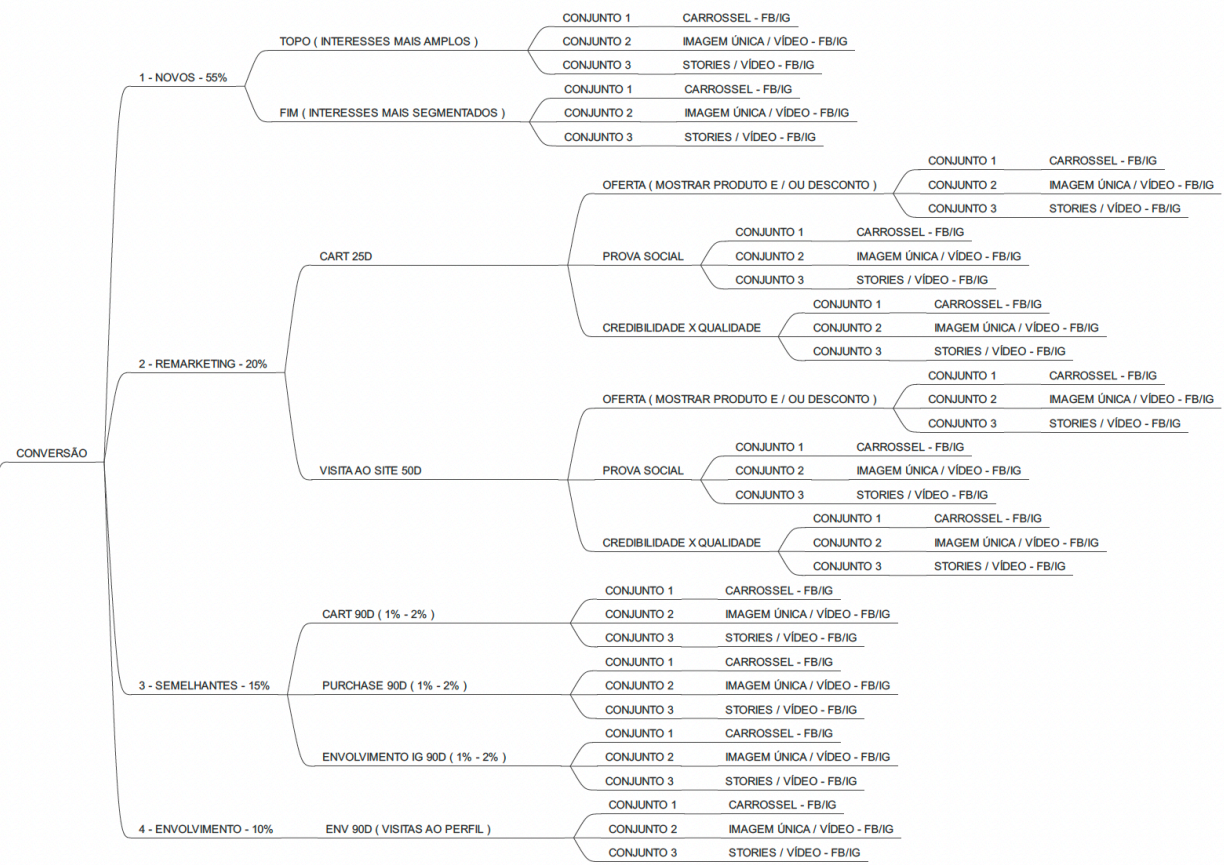 CONVERSÃO
1 - NOVOS - 55%
TOPO ( INTERESSES MAIS AMPLOS )
CONJUNTO 1 CARROSSEL - FB/IG
CONJUNTO 2 IMAGEM ÚNICA / VÍDEO - FB/IG
CONJUNTO 3 STORIES / VÍDEO - FB/IG
FIM ( INTERESSES MAIS SEGMENTADOS )
CONJUNTO 1 CARROSSEL - FB/IG
CONJUNTO 2 IMAGEM ÚNICA / VÍDEO - FB/IG
CONJUNTO 3 STORIES / VÍDEO - FB/IG
2 - REMARKETING - 20%
CART 25D
OFERTA ( MOSTRAR PRODUTO E / OU DESCONTO )
CONJUNTO 1 CARROSSEL - FB/IG
CONJUNTO 2 IMAGEM ÚNICA / VÍDEO - FB/IG
CONJUNTO 3 STORIES / VÍDEO - FB/IG
PROVA SOCIAL
CONJUNTO 1 CARROSSEL - FB/IG
CONJUNTO 2 IMAGEM ÚNICA / VÍDEO - FB/IG
CONJUNTO 3 STORIES / VÍDEO - FB/IG
CREDIBILIDADE X QUALIDADE
CONJUNTO 1 CARROSSEL - FB/IG
CONJUNTO 2 IMAGEM ÚNICA / VÍDEO - FB/IG
CONJUNTO 3 STORIES / VÍDEO - FB/IG
VISITA AO SITE 50D
OFERTA ( MOSTRAR PRODUTO E / OU DESCONTO )
CONJUNTO 1 CARROSSEL - FB/IG
CONJUNTO 2 IMAGEM ÚNICA / VÍDEO - FB/IG
CONJUNTO 3 STORIES / VÍDEO - FB/IG
PROVA SOCIAL
CONJUNTO 1 CARROSSEL - FB/IG
CONJUNTO 2 IMAGEM ÚNICA / VÍDEO - FB/IG
CONJUNTO 3 STORIES / VÍDEO - FB/IG
CREDIBILIDADE X QUALIDADE
CONJUNTO 1 CARROSSEL - FB/IG
CONJUNTO 2 IMAGEM ÚNICA / VÍDEO - FB/IG
CONJUNTO 3 STORIES / VÍDEO - FB/IG
3 - SEMELHANTES - 15%
CART 90D ( 1% - 2% )
CONJUNTO 1 CARROSSEL - FB/IG
CONJUNTO 2 IMAGEM ÚNICA / VÍDEO - FB/IG
CONJUNTO 3 STORIES / VÍDEO - FB/IG
PURCHASE 90D ( 1% - 2% )
CONJUNTO 1 CARROSSEL - FB/IG
CONJUNTO 2 IMAGEM ÚNICA / VÍDEO - FB/IG
CONJUNTO 3 STORIES / VÍDEO - FB/IG
ENVOLVIMENTO IG 90D ( 1% - 2% )
CONJUNTO 1 CARROSSEL - FB/IG
CONJUNTO 2 IMAGEM ÚNICA / VÍDEO - FB/IG
CONJUNTO 3 STORIES / VÍDEO - FB/IG
4 - ENVOLVIMENTO - 10%
ENV 90D ( VISITAS AO PERFIL )
CONJUNTO 1 CARROSSEL - FB/IG
CONJUNTO 2 IMAGEM ÚNICA / VÍDEO - FB/IG
CONJUNTO 3 STORIES / VÍDEO - FB/IG